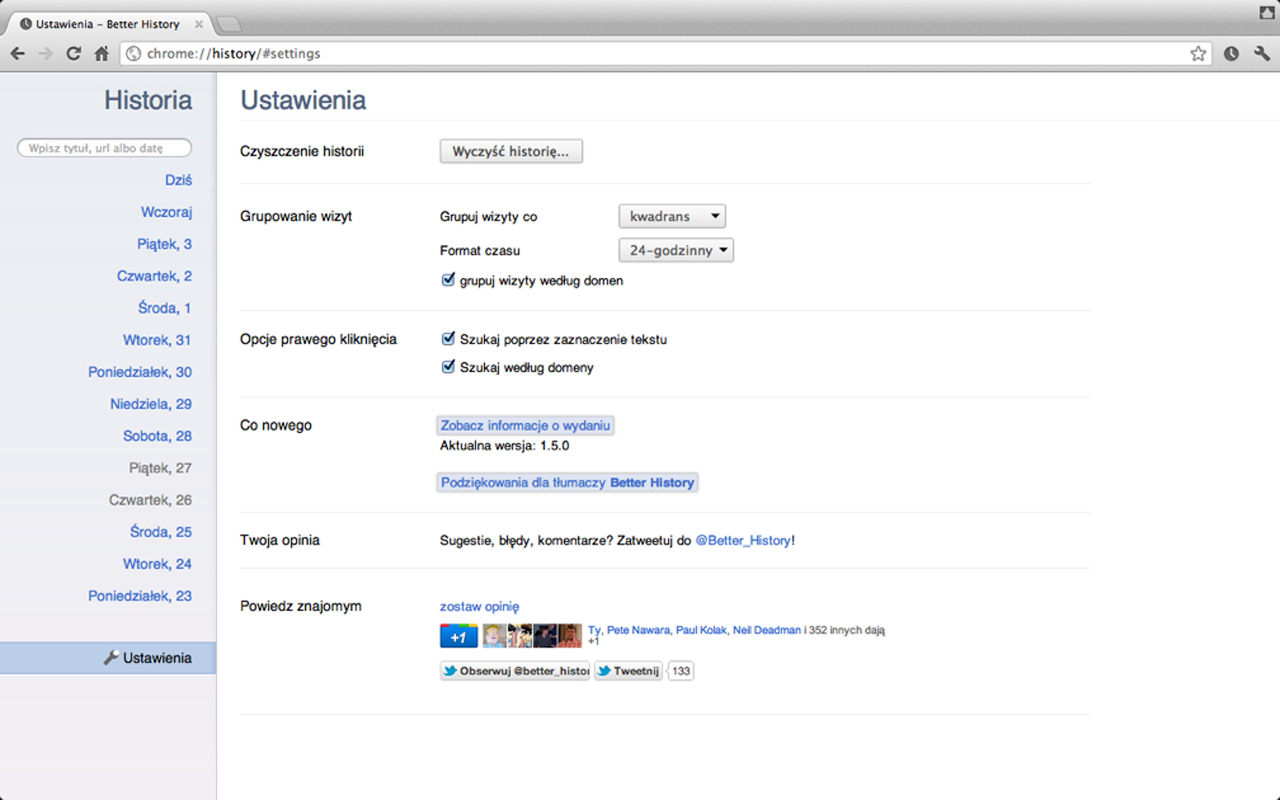 Ustawienia – Better History
chrome://history/#settings
Historia
Wpisz tytuł, url albo datę
Dziś
Wczoraj
Piątek, 3
Czwartek, 2
Środa, 1
Wtorek, 31
Poniedziałek, 30
Niedziela, 29
Sobota, 28
Piątek, 27
Czwartek, 26
Środa, 25
Wtorek, 24
Poniedziałek, 23
Ustawienia
Ustawienia
Czyszczenie historii
Wyczyść historię...
Grupowanie wizyt
Grupuj wizyty co
kwadrans
Format czasu
24-godzinny
grupuj wizyty według domen
Opcje prawego kliknięcia
Szukaj poprzez zaznaczenie tekstu
Szukaj według domeny
Co nowego
Zobacz informacje o wydaniu
Aktualna wersja: 1.5.0
Podziękowania dla tłumaczy Better History
Twoja opinia
Sugestie, błędy, komentarze? Zatweetuj do @Better_History!
Powiedz znajomym
zostaw opinię
+1
Ty, Pete Nawara, Paul Kolak, Neil Deadman i 352 innych dają
+1
Obserwuj @better_histor
Tweetnij
133